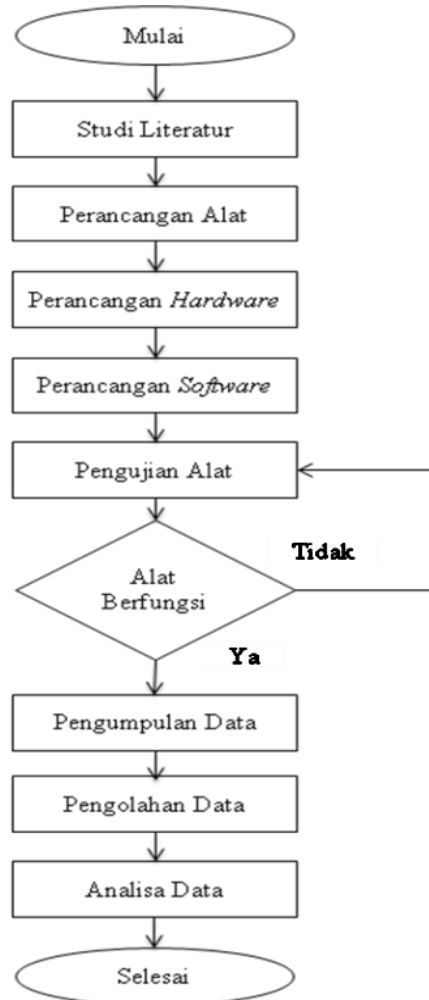 Mulai
Studi Literatur
Perancangan Alat
Perancangan Hardware
Perancangan Software
Pengujian Alat
Tidak
Alat
Berfungsi
Ya
Pengumpulan Data
Pengolahan Data
Analisa Data
Selesai